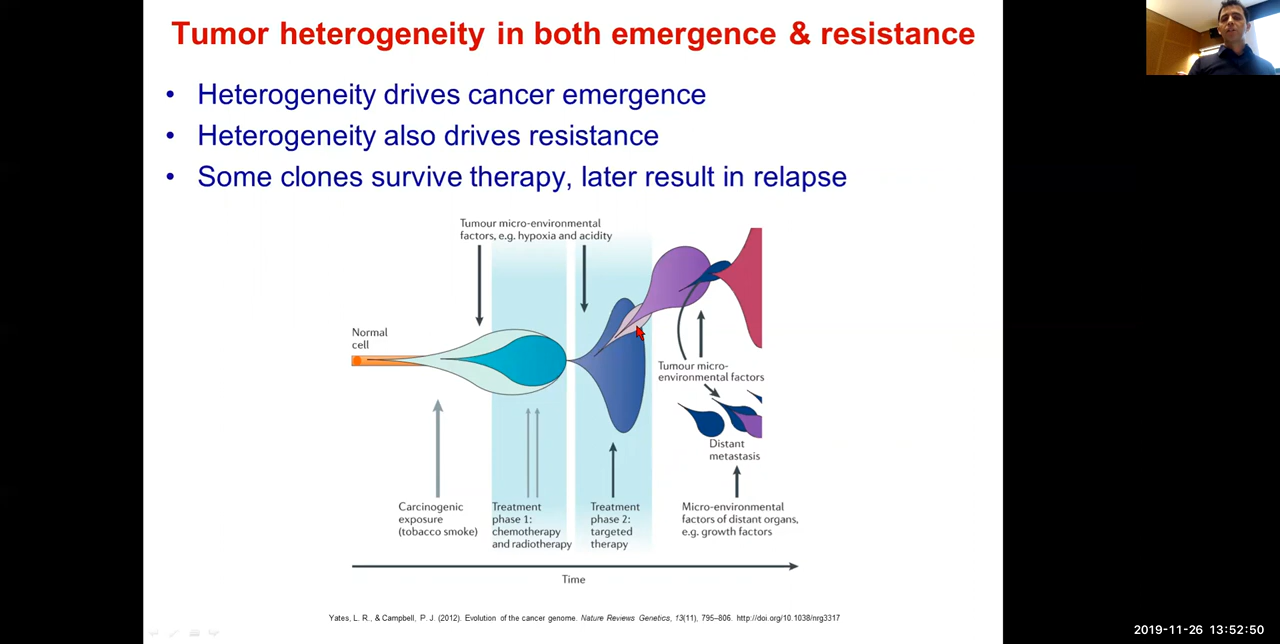 Tumor heterogeneity in both emergence & resistance
• Heterogeneity drives cancer emergence
• Heterogeneity also drives resistance
• Some clones survive therapy, later result in relapse
Tumour micro-environmental
factors, e.g. hypoxia and acidity
Normal
cell
Tumour micro-
environmental factors
Distant
metastasis
Carcinogenic
exposure
(tobacco smoke)
Treatment
phase 1:
chemotherapy
and radiotherapy
Treatment
phase 2:
targeted
therapy
Micro-environmental
factors of distant organs,
e.g. growth factors
Time
Yates, L. R., & Campbell, P. J. (2012). Evolution of the cancer genome. Nature Reviews Genetics, 13(11), 795–806. http://doi.org/10.1038/nrg3317
2019-11-26 13:52:50